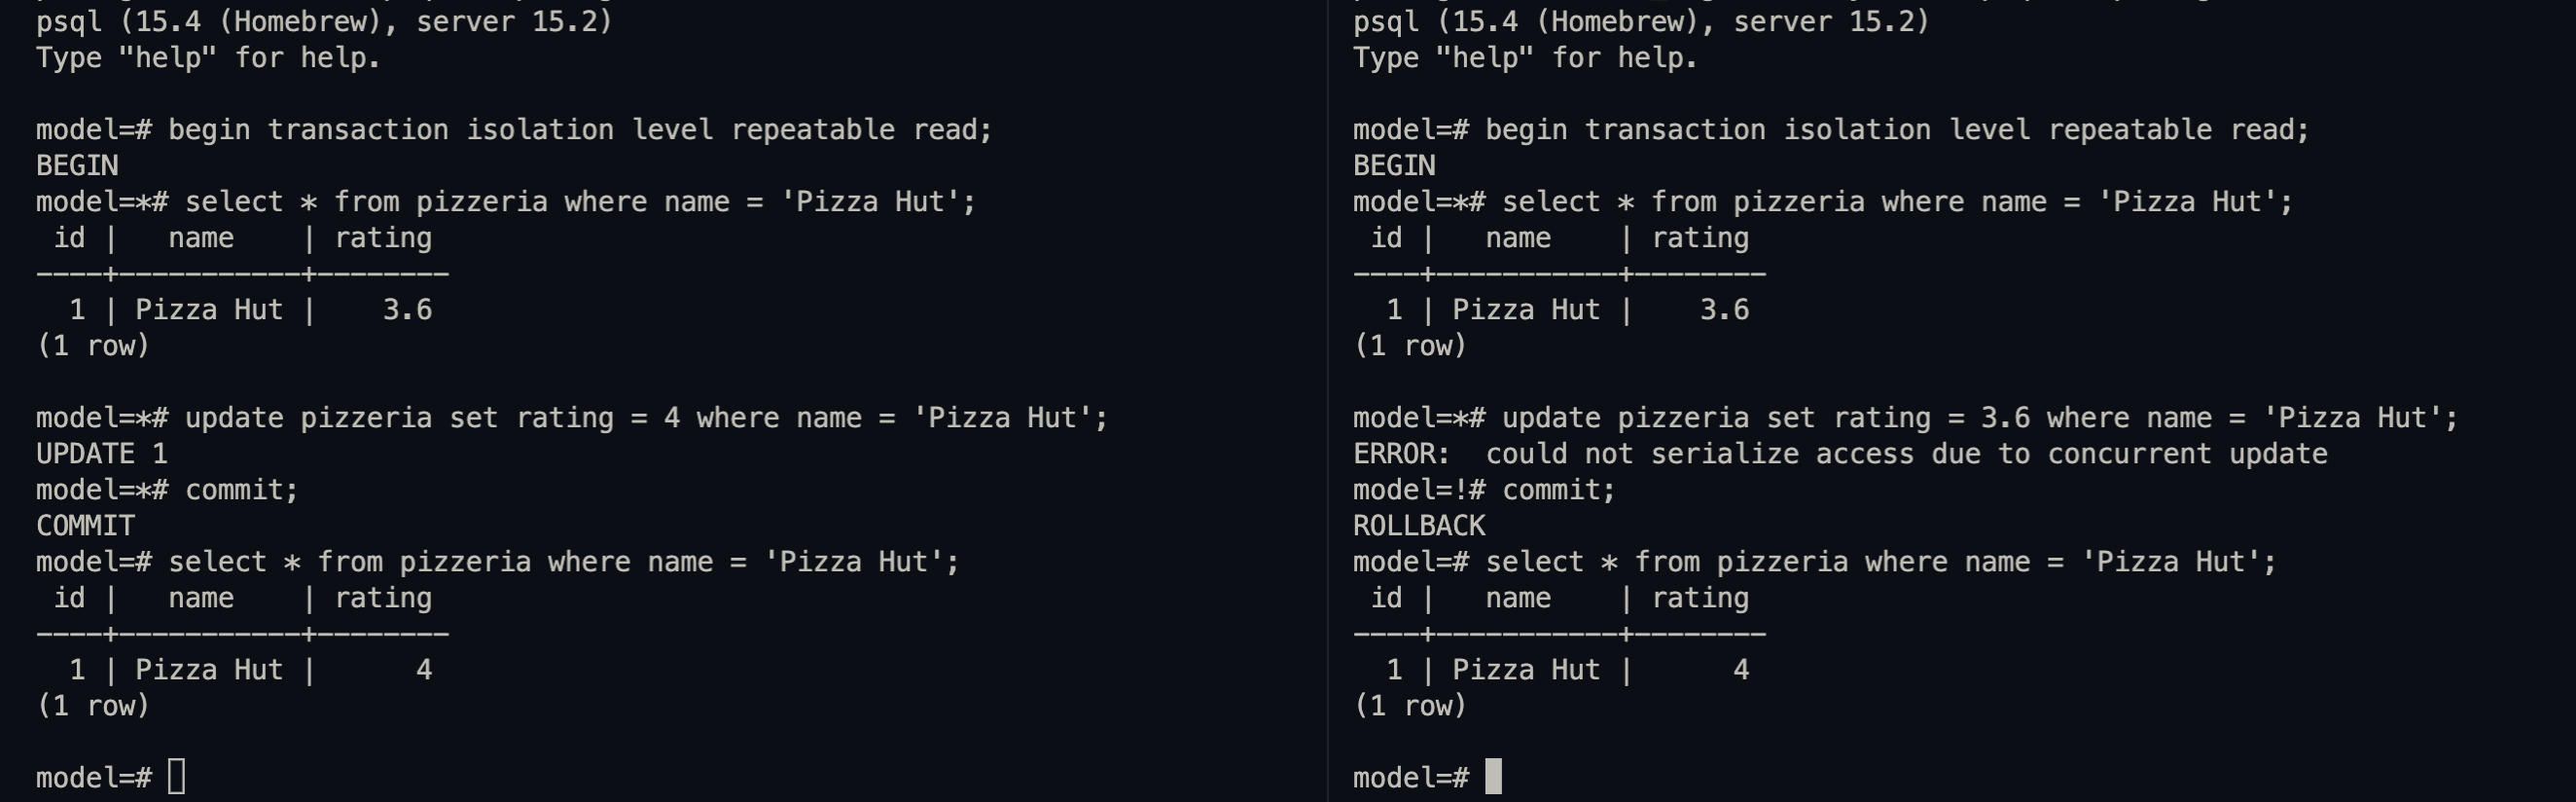 psql (15.4 (Homebrew), server 15.2)
Type "help" for help.
model=# begin transaction isolation level repeatable read;
BEGIN
model=*# select * from pizzeria where name = 'Pizza Hut';
 id |   name    | rating
----+-----------+--------
  1 | Pizza Hut |    3.6
(1 row)
model=*# update pizzeria set rating = 4 where name = 'Pizza Hut';
UPDATE 1
model=*# commit;
COMMIT
model=# select * from pizzeria where name = 'Pizza Hut';
 id |   name    | rating
----+-----------+--------
  1 | Pizza Hut |      4
(1 row)
model=#
psql (15.4 (Homebrew), server 15.2)
Type "help" for help.
model=# begin transaction isolation level repeatable read;
BEGIN
model=*# select * from pizzeria where name = 'Pizza Hut';
 id |   name    | rating
----+-----------+--------
  1 | Pizza Hut |    3.6
(1 row)
model=*# update pizzeria set rating = 3.6 where name = 'Pizza Hut';
ERROR:  could not serialize access due to concurrent update
model=!# commit;
ROLLBACK
model=# select * from pizzeria where name = 'Pizza Hut';
 id |   name    | rating
----+-----------+--------
  1 | Pizza Hut |      4
(1 row)
model=#